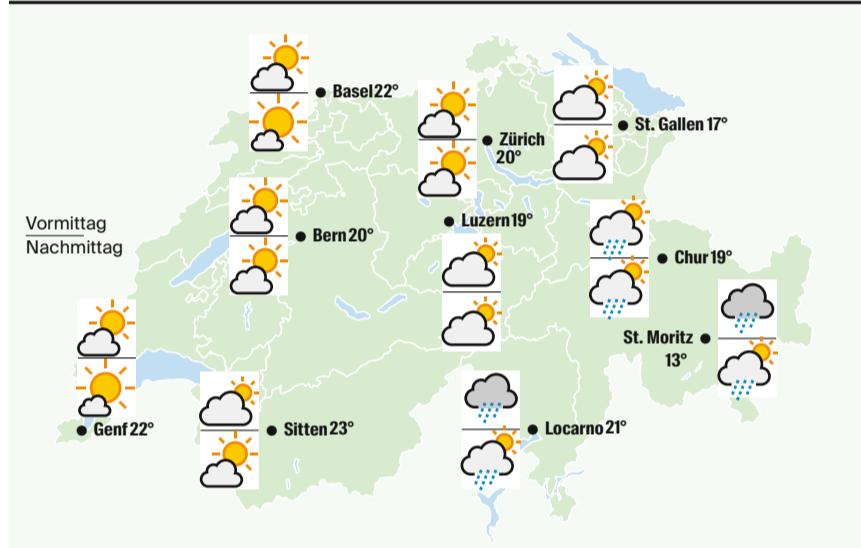 Basel 22°
Zürich
20°
St. Gallen 17°
Vormittag
Nachmittag
Bern 20°
Luzern 19°
Chur 19°
St. Moritz
13°
Genf 22°
Sitten 23°
Locarno 21°